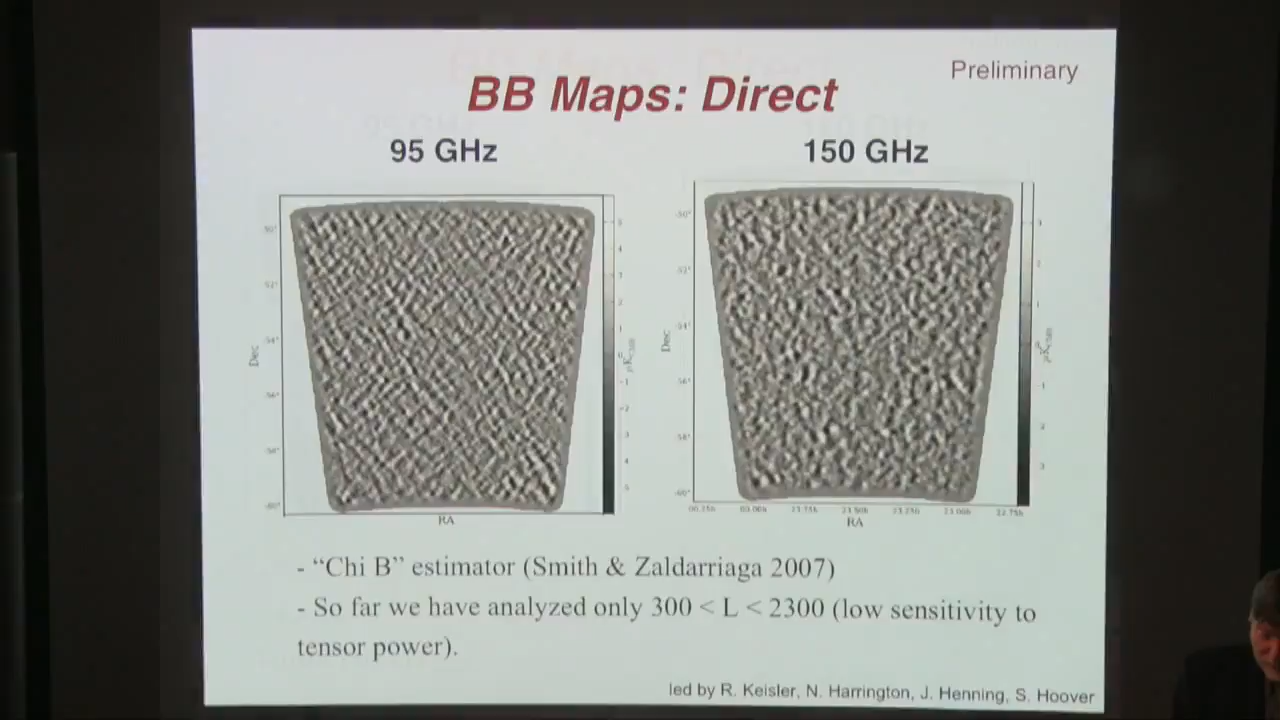 Preliminary
BB Maps: Direct
95 GHz
150 GHz
Dec
RA
Dec
RA
- “Chi B” estimator (Smith & Zaldarriaga 2007)
- So far we have analyzed only 300 < L < 2300 (low sensitivity to
tensor power).
led by R. Keisler, N. Harrington, J. Henning, S. Hoover